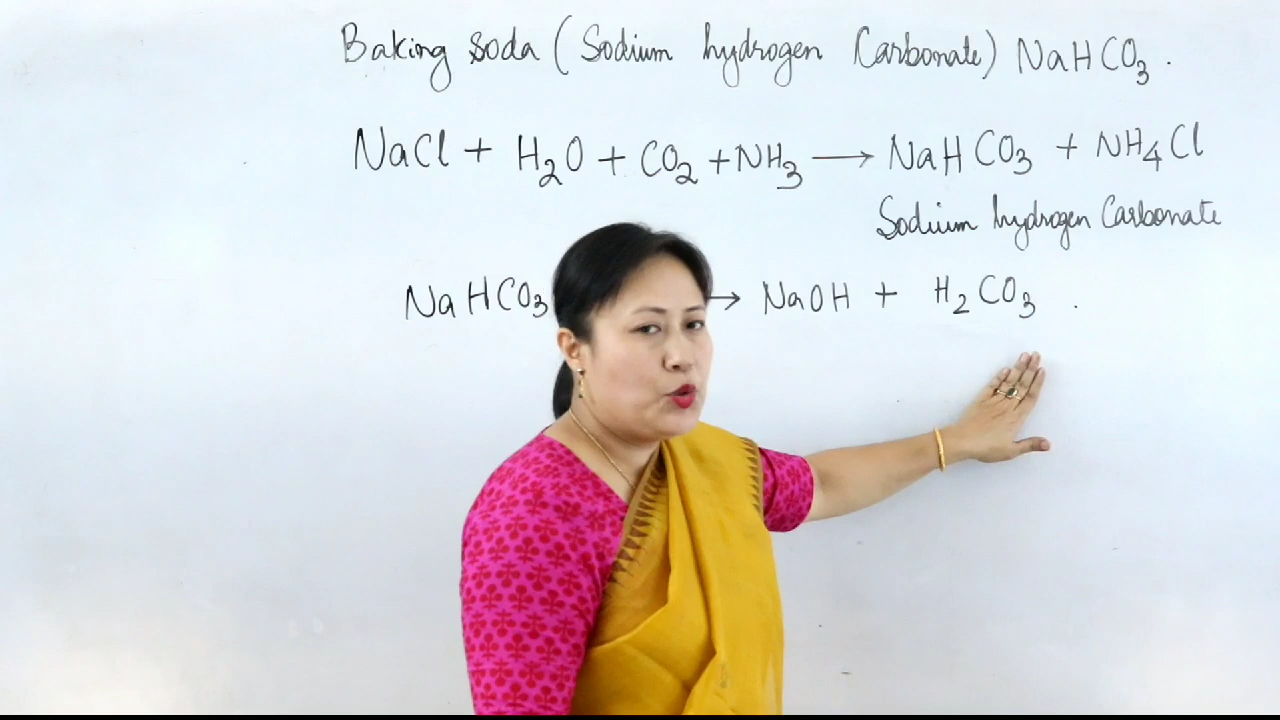 Baking soda (Sodium hydrogen Carbonate) NaHCO₃.
NaCl + H₂O + CO₂ + NH₃ → NaHCO₃ + NH₄Cl
Sodium hydrogen Carbonate
NaHCO₃ → NaOH + H₂CO₃.